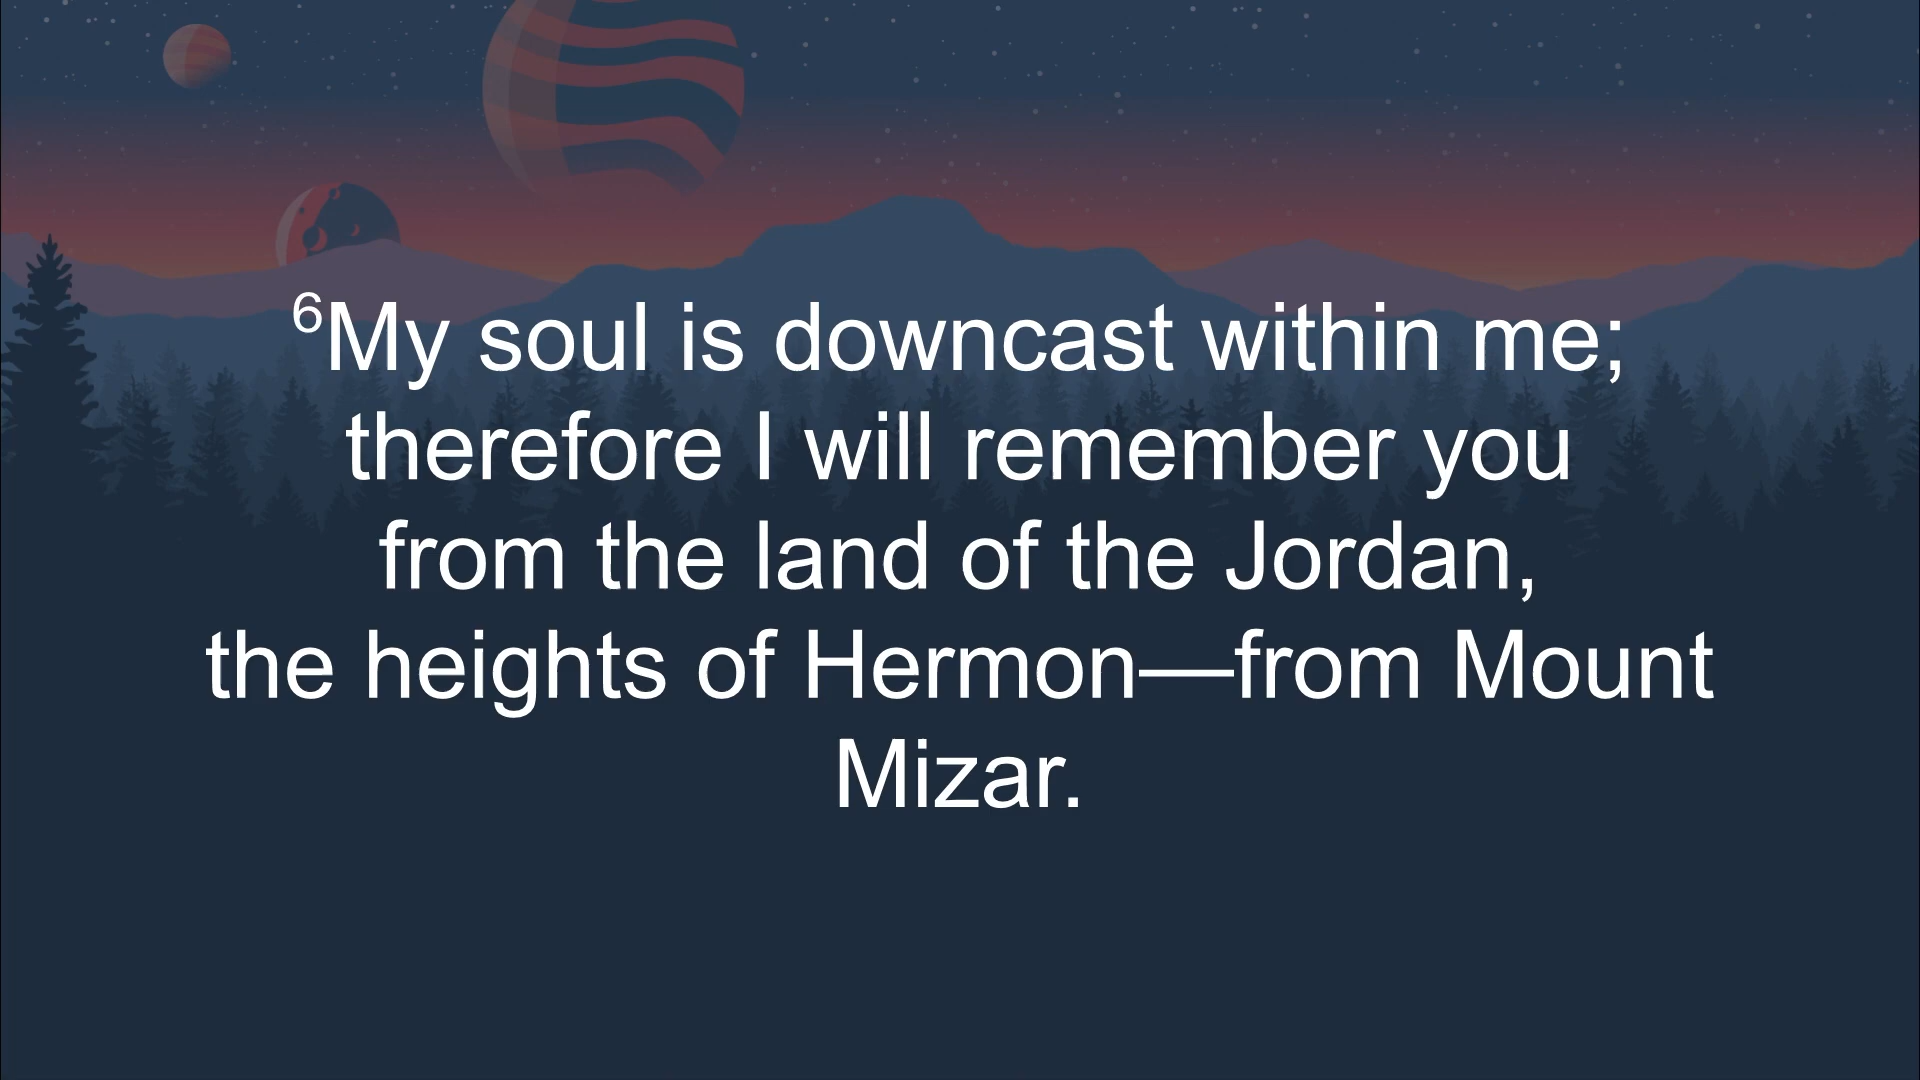 ⁶My soul is downcast within me;
therefore I will remember you
from the land of the Jordan,
the heights of Hermon—from Mount
Mizar.